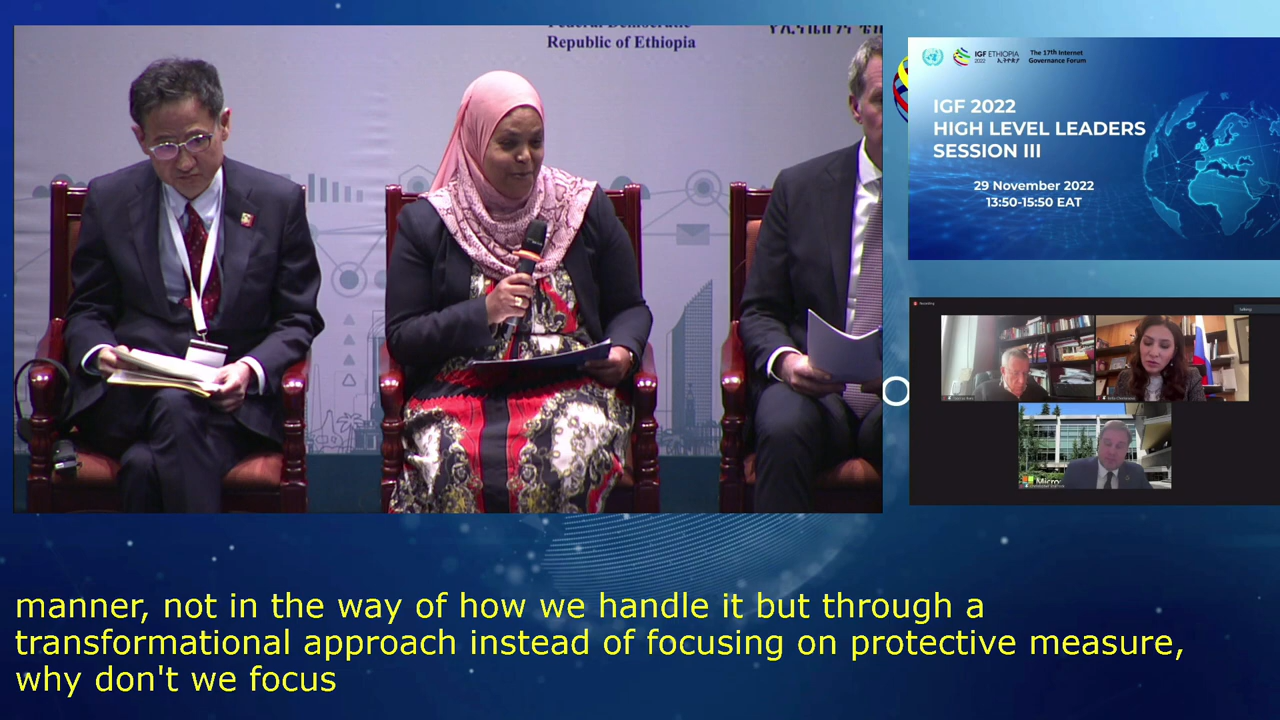 Republic of Ethiopia
IGF ETHIOPIA
2022 ኢትዮጵያ
The 17th Internet
Governance Forum
IGF 2022
HIGH LEVEL LEADERS
SESSION III
29 November 2022
13:50-15:50 EAT
manner, not in the way of how we handle it but through a
transformational approach instead of focusing on protective measure,
why don't we focus